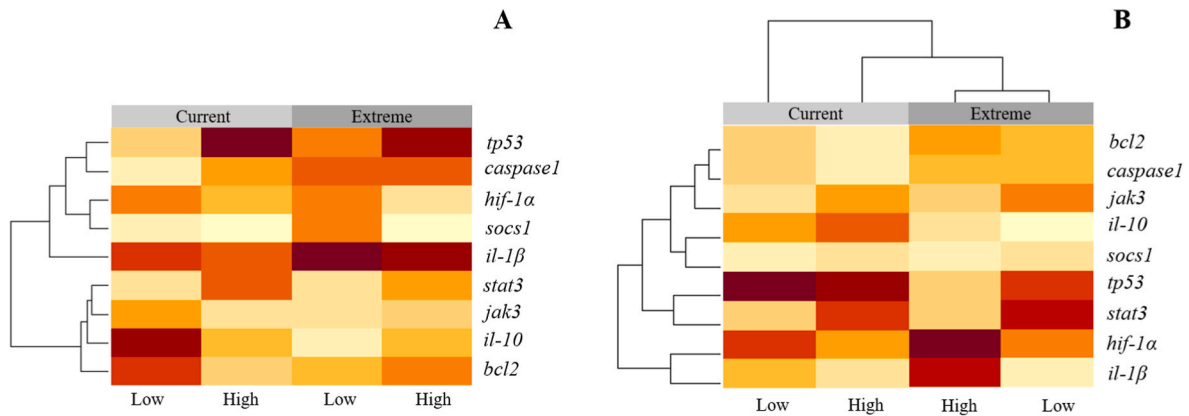 A
Current Extreme
tp53
caspase1
hif-1α
socs1
il-1β
stat3
jak3
il-10
bcl2
Low High Low High
B
Current Extreme
bcl2
caspase1
jak3
il-10
socs1
tp53
stat3
hif-1α
il-1β
Low High High Low